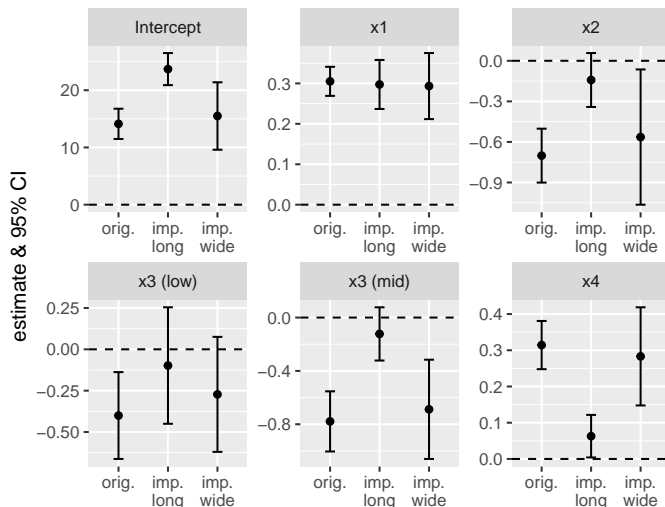 estimate & 95% CI
Intercept
20
10
0
orig.
imp.
long
imp.
wide
x1
0.3
0.2
0.1
0.0
orig.
imp.
long
imp.
wide
x2
0.0
−0.3
−0.6
−0.9
orig.
imp.
long
imp.
wide
x3 (low)
0.25
0.00
−0.25
−0.50
orig.
imp.
long
imp.
wide
x3 (mid)
0.0
−0.4
−0.8
orig.
imp.
long
imp.
wide
x4
0.4
0.3
0.2
0.1
0.0
orig.
imp.
long
imp.
wide